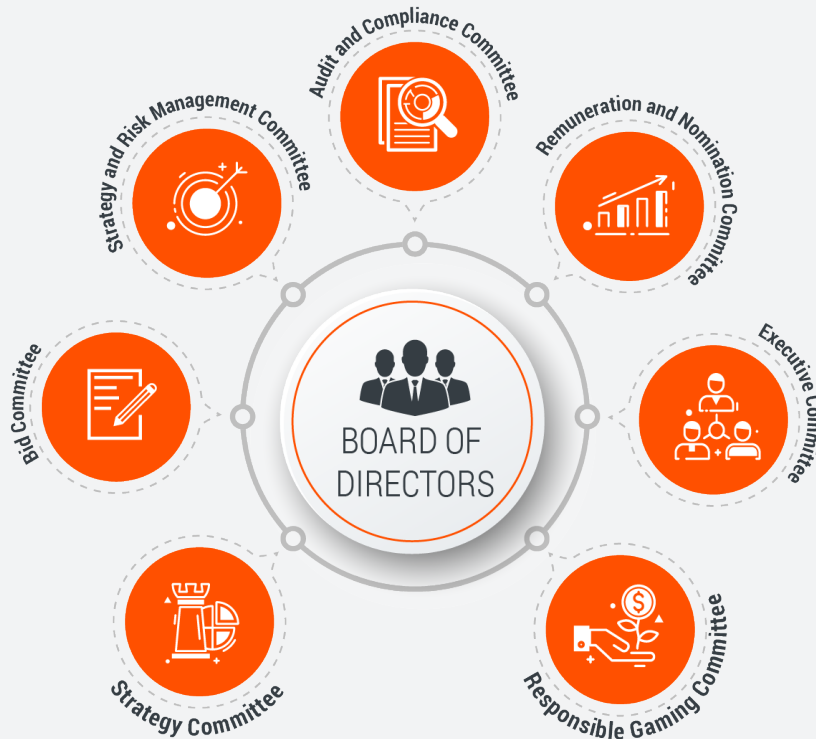 Audit and Compliance Committee
Strategy and Risk Management Committee
Remuneration and Nomination Committee
Bid Committee
Executive Committee
BOARD OF
DIRECTORS
$
Strategy Committee
Responsible Gaming Committee